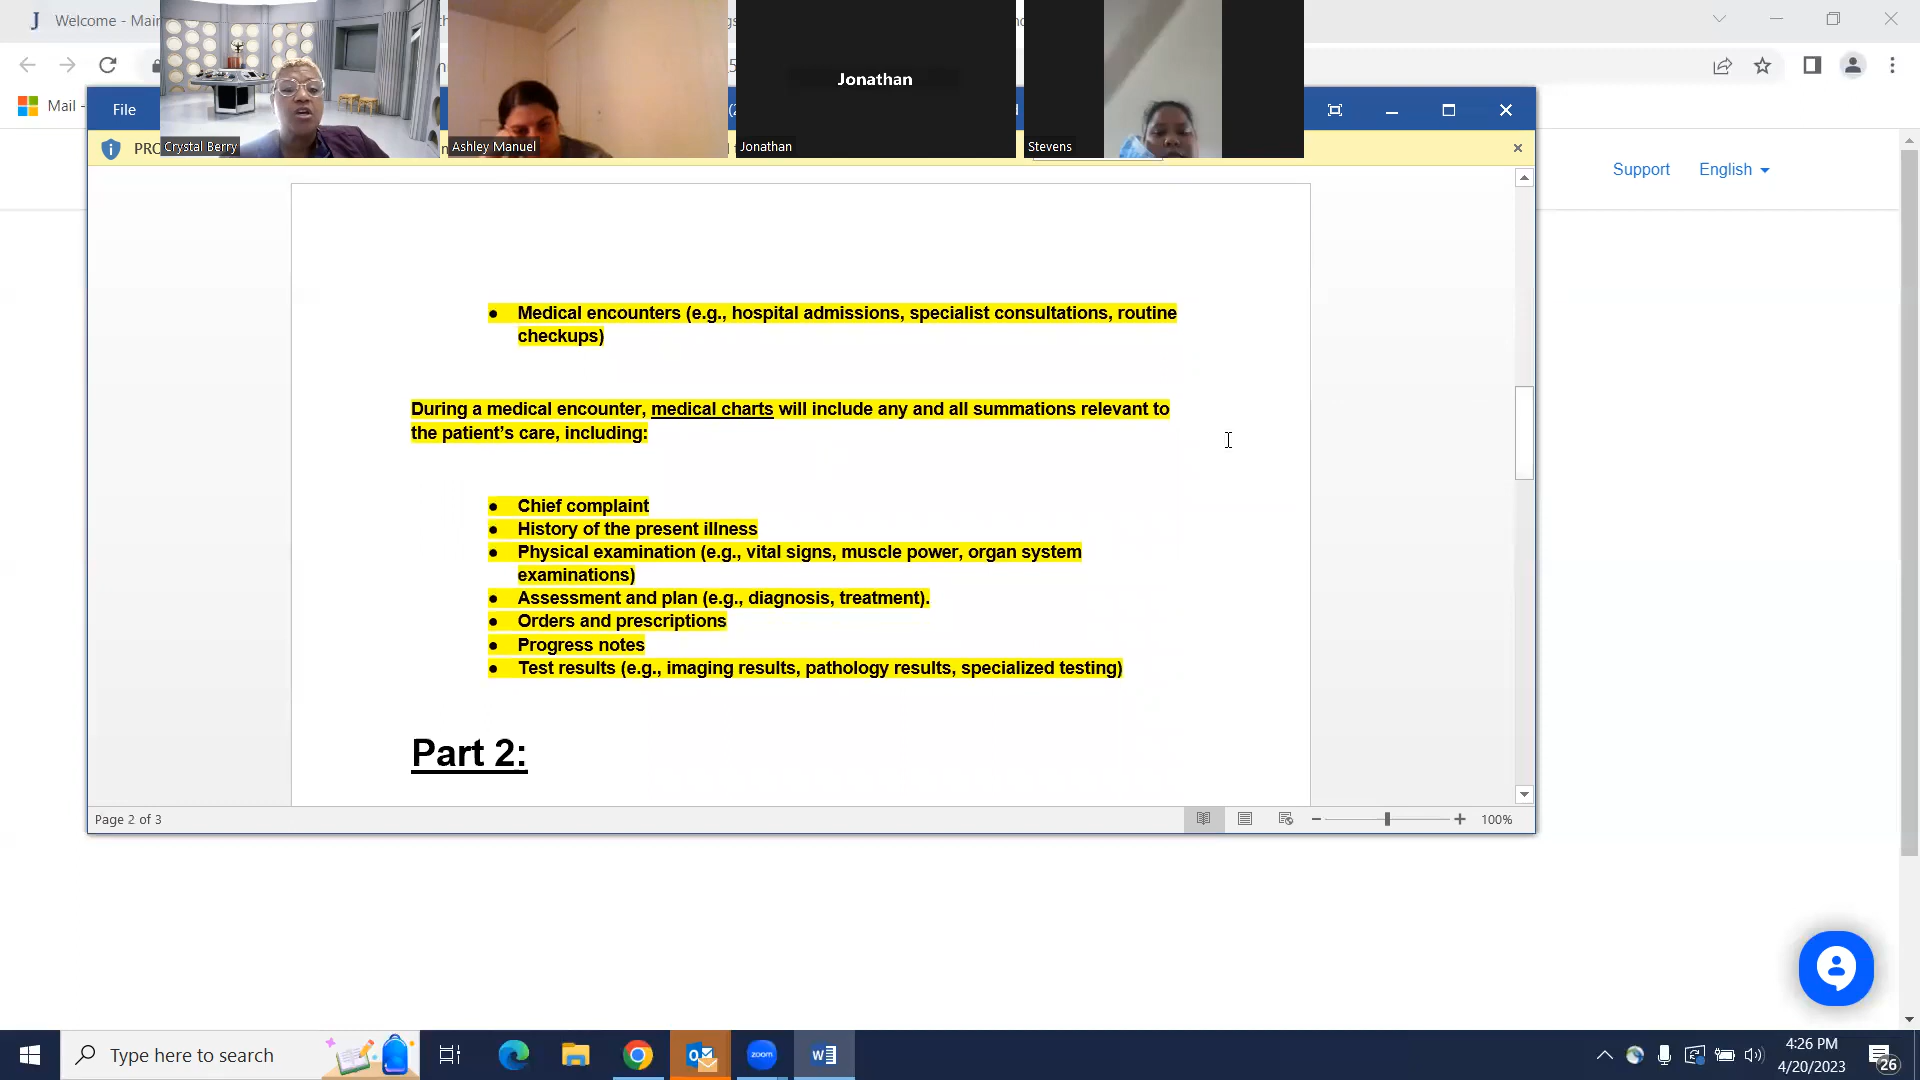 Welcome - Mair
Mail -
File
PRO
Crystal Berry
Ashley Manuel
Jonathan
Jonathan
Stevens
Support
English
• Medical encounters (e.g., hospital admissions, specialist consultations, routine
checkups)
During a medical encounter, medical charts will include any and all summations relevant to
the patient’s care, including:
• Chief complaint
• History of the present illness
• Physical examination (e.g., vital signs, muscle power, organ system
examinations)
• Assessment and plan (e.g., diagnosis, treatment).
• Orders and prescriptions
• Progress notes
• Test results (e.g., imaging results, pathology results, specialized testing)
Part 2:
Page 2 of 3
100%
Type here to search
zoom
4:26 PM
4/20/2023
26